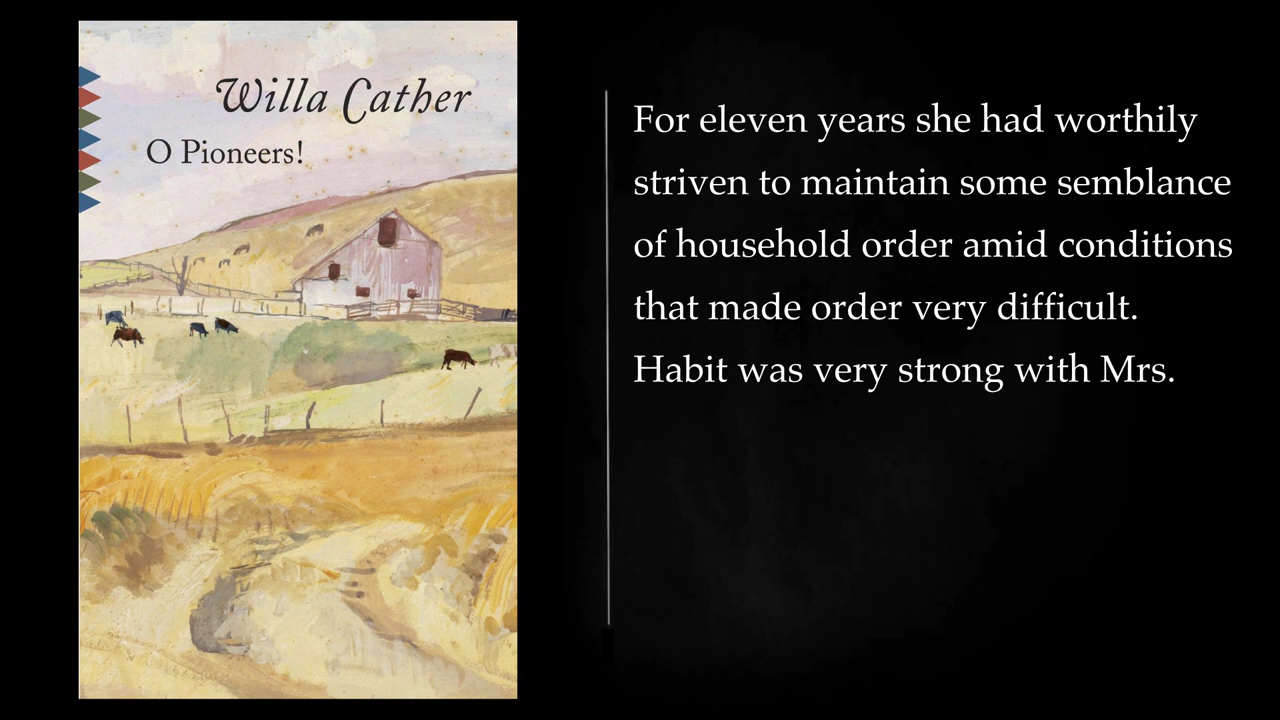 Willa Cather
O Pioneers!
For eleven years she had worthily
striven to maintain some semblance
of household order amid conditions
that made order very difficult.
Habit was very strong with Mrs.